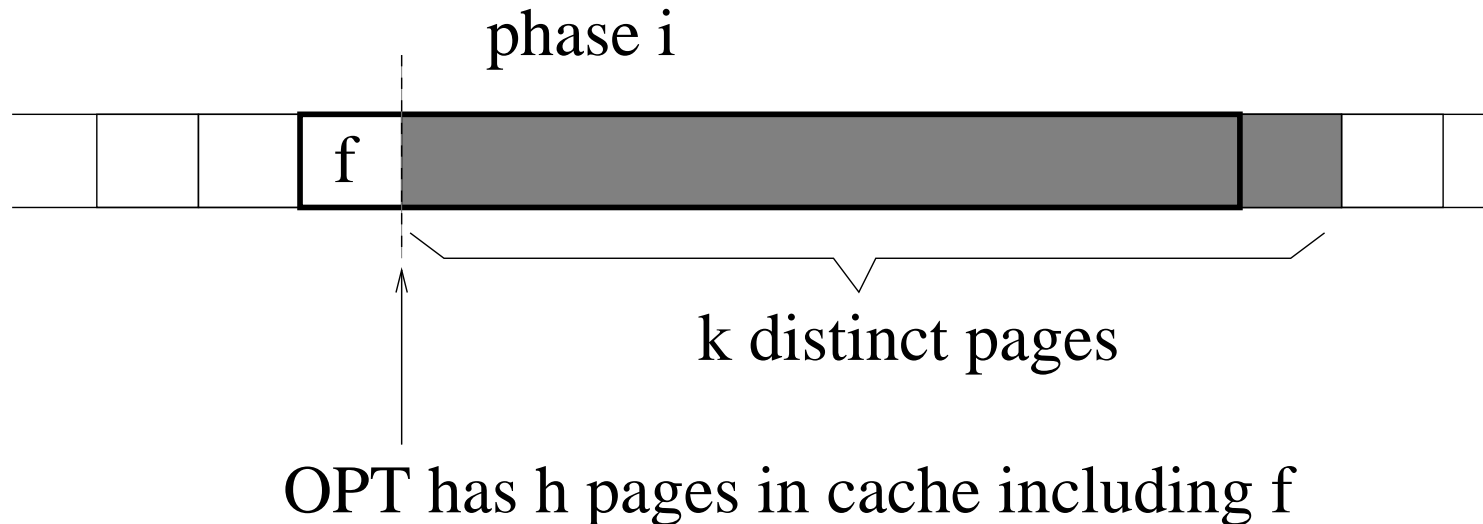 phase i
f
k distinct pages
OPT has h pages in cache including f